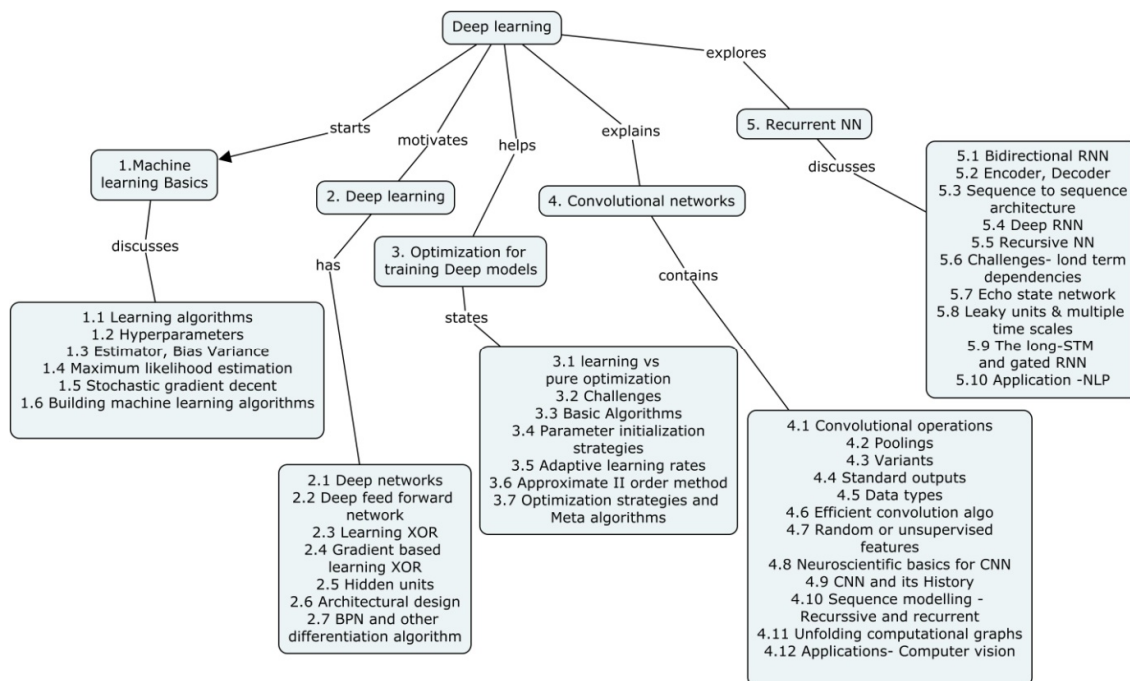 Deep learning
explores
starts
motivates
helps
explains
5. Recurrent NN
discusses
1.Machine
learning Basics
2. Deep learning
4. Convolutional networks
5.1 Bidirectional RNN
5.2 Encoder, Decoder
5.3 Sequence to sequence
architecture
5.4 Deep RNN
5.5 Recursive NN
5.6 Challenges- lond term
dependencies
5.7 Echo state network
5.8 Leaky units & multiple
time scales
5.9 The long-STM
and gated RNN
5.10 Application -NLP
discusses
has
3. Optimization for
training Deep models
contains
states
1.1 Learning algorithms
1.2 Hyperparameters
1.3 Estimator, Bias Variance
1.4 Maximum likelihood estimation
1.5 Stochastic gradient decent
1.6 Building machine learning algorithms
3.1 learning vs
pure optimization
3.2 Challenges
3.3 Basic Algorithms
3.4 Parameter initialization
strategies
3.5 Adaptive learning rates
3.6 Approximate II order method
3.7 Optimization strategies and
Meta algorithms
4.1 Convolutional operations
4.2 Poolings
4.3 Variants
4.4 Standard outputs
4.5 Data types
4.6 Efficient convolution algo
4.7 Random or unsupervised
features
4.8 Neuroscientific basics for CNN
4.9 CNN and its History
4.10 Sequence modelling -
Recurssive and recurrent
4.11 Unfolding computational graphs
4.12 Applications- Computer vision
2.1 Deep networks
2.2 Deep feed forward
network
2.3 Learning XOR
2.4 Gradient based
learning XOR
2.5 Hidden units
2.6 Architectural design
2.7 BPN and other
differentiation algorithm